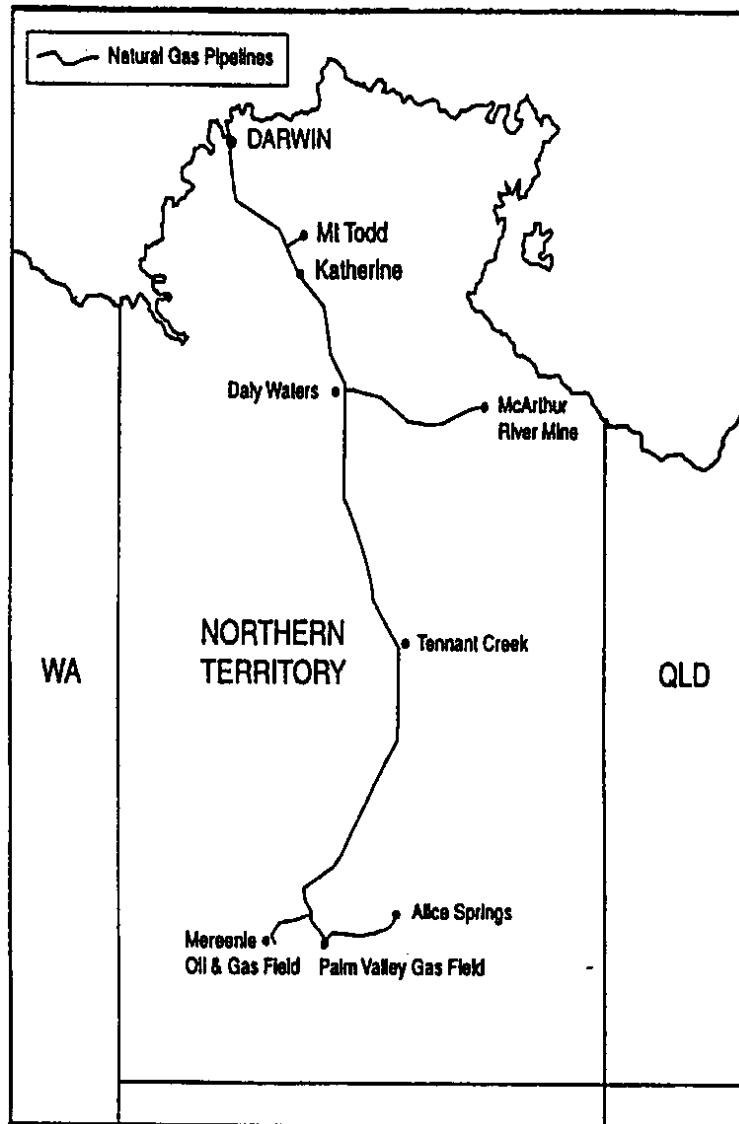 Natural Gas Pipelines
DARWIN
Mt Todd
Katherine
Daly Waters
McArthur
River Mine
NORTHERN
TERRITORY
Tennant Creek
WA
QLD
Alice Springs
Mereenie
Oil & Gas Field
Palm Valley Gas Field